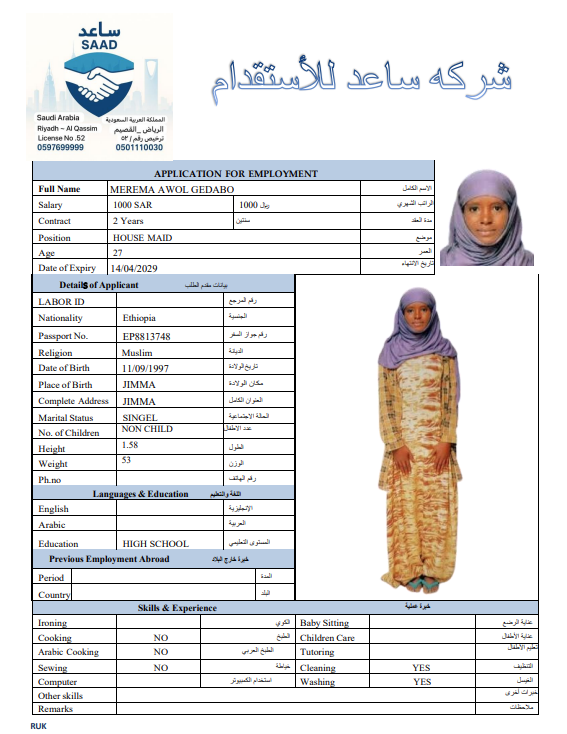 ساعد
SAAD
شركه ساعد للأستقدام
Saudi Arabia المملكة العربية السعودية
Riyadh ~ Al Qassim الرياض _القصيم
License No .52 ترخيص رقم / ٥٢
0597699999 0501110030
APPLICATION FOR EMPLOYMENT
Full Name MEREMA AWOL GEDABO الاسم الكامل
Salary 1000 SAR 1000 ريال الراتب الشهري
Contract 2 Years سنتين مدة العقد
Position HOUSE MAID موضع
Age 27 العمر
Date of Expiry 14/04/2029 تاريخ الانتهاء
Details of Applicant بيانات مقدم الطلب
LABOR ID رقم المرجع
Nationality Ethiopia الجنسية
Passport No. EP8813748 رقم جواز السفر
Religion Muslim الديانة
Date of Birth 11/09/1997 تاريخ الولادة
Place of Birth JIMMA مكان الولادة
Complete Address JIMMA العنوان الكامل
Marital Status SINGEL الحالة الاجتماعية
No. of Children NON CHILD عدد الاطفال
Height 1.58 الطول
Weight 53 الوزن
Ph.no رقم الهاتف
Languages & Education اللغة والتعليم
English الإنجليزية
Arabic العربية
Education HIGH SCHOOL المستوى التعليمي
Previous Employment Abroad خبرة خارج البلاد
Period المدة
Country البلد
Skills & Experience خبرة عملية
Ironing الكوي Baby Sitting عناية الرضع
Cooking NO الطبخ Children Care عناية الأطفال
Arabic Cooking NO الطبخ العربي Tutoring تعليم الاطفال
Sewing NO خياطة Cleaning YES التنظيف
Computer استخدام الكمبيوتر Washing YES الغسيل
Other skills خبرات أخرى
Remarks ملاحظات
RUK